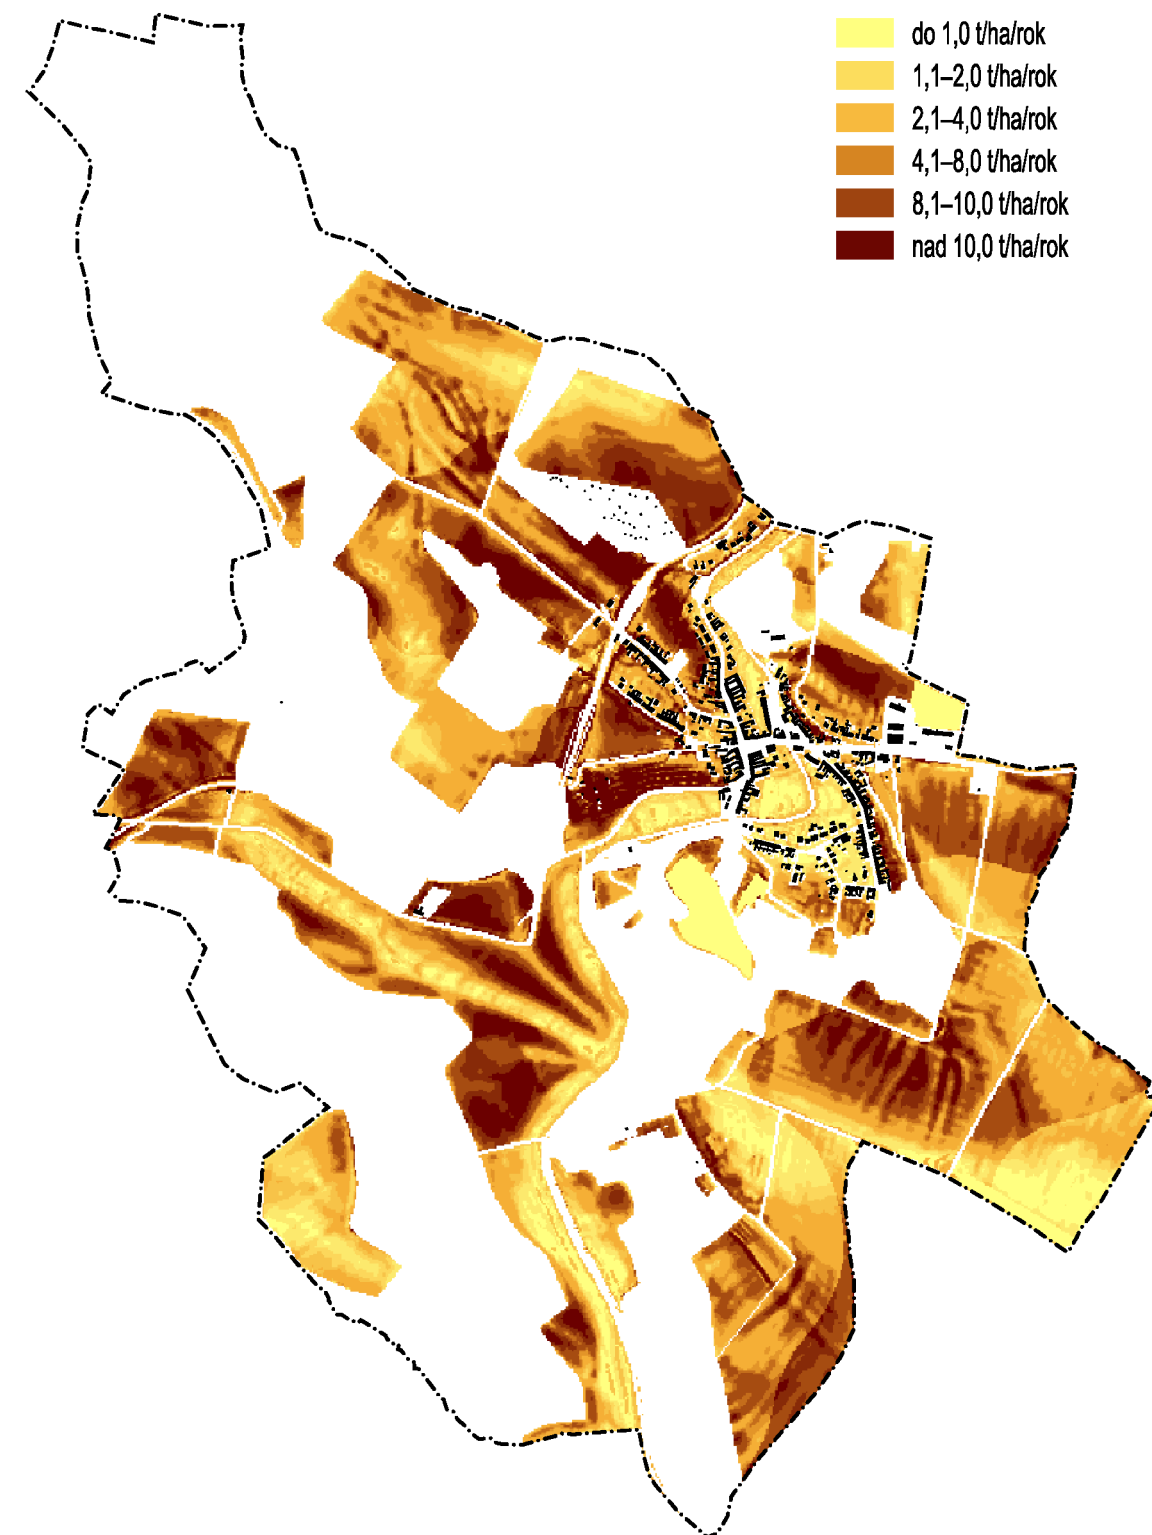 do 1,0 t/ha/rok
1,1–2,0 t/ha/rok
2,1–4,0 t/ha/rok
4,1–8,0 t/ha/rok
8,1–10,0 t/ha/rok
nad 10,0 t/ha/rok